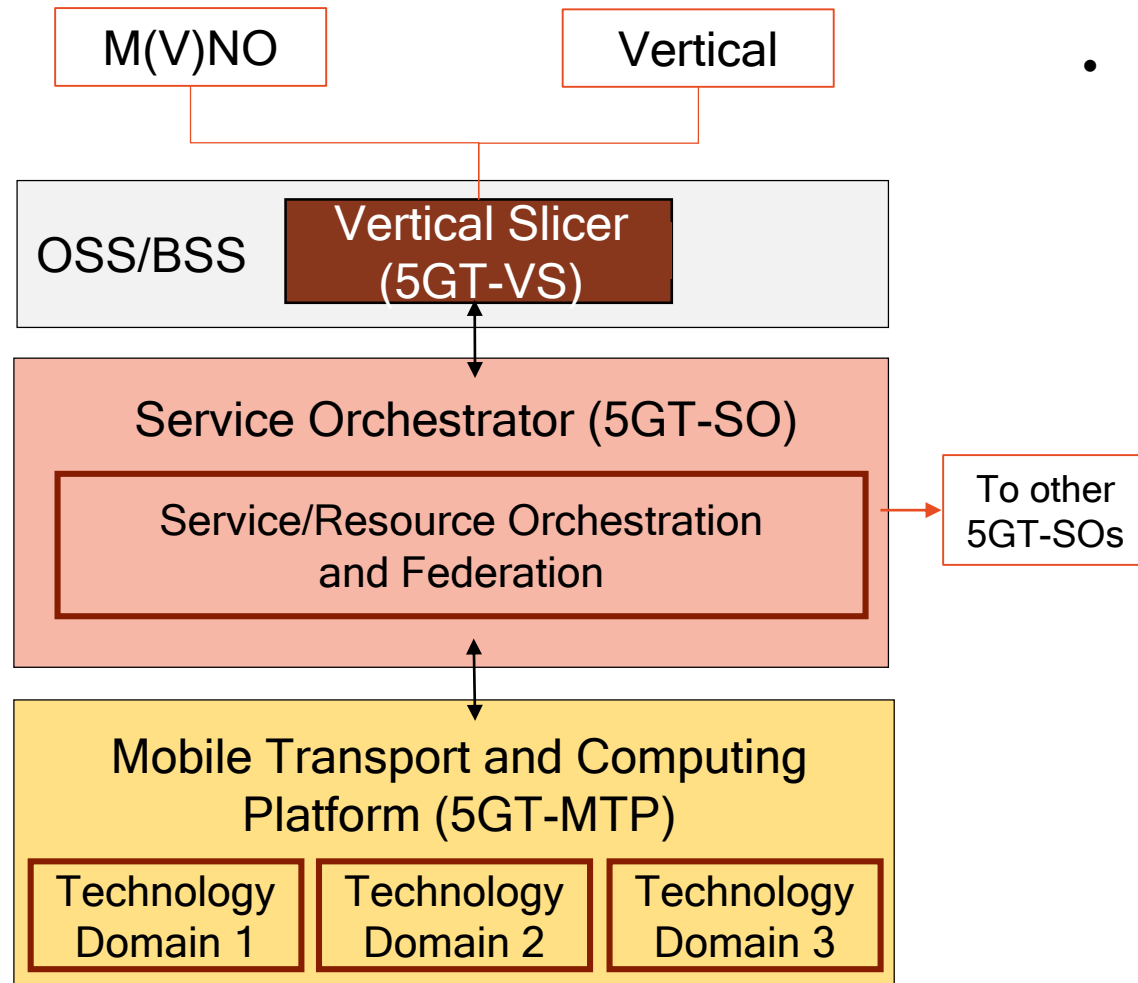 M(V)NO
Vertical
•
OSS/BSS
Vertical Slicer
(5GT-VS)
Service Orchestrator (5GT-SO)
Service/Resource Orchestration
and Federation
To other
5GT-SOs
Mobile Transport and Computing
Platform (5GT-MTP)
Technology
Domain 1
Technology
Domain 2
Technology
Domain 3